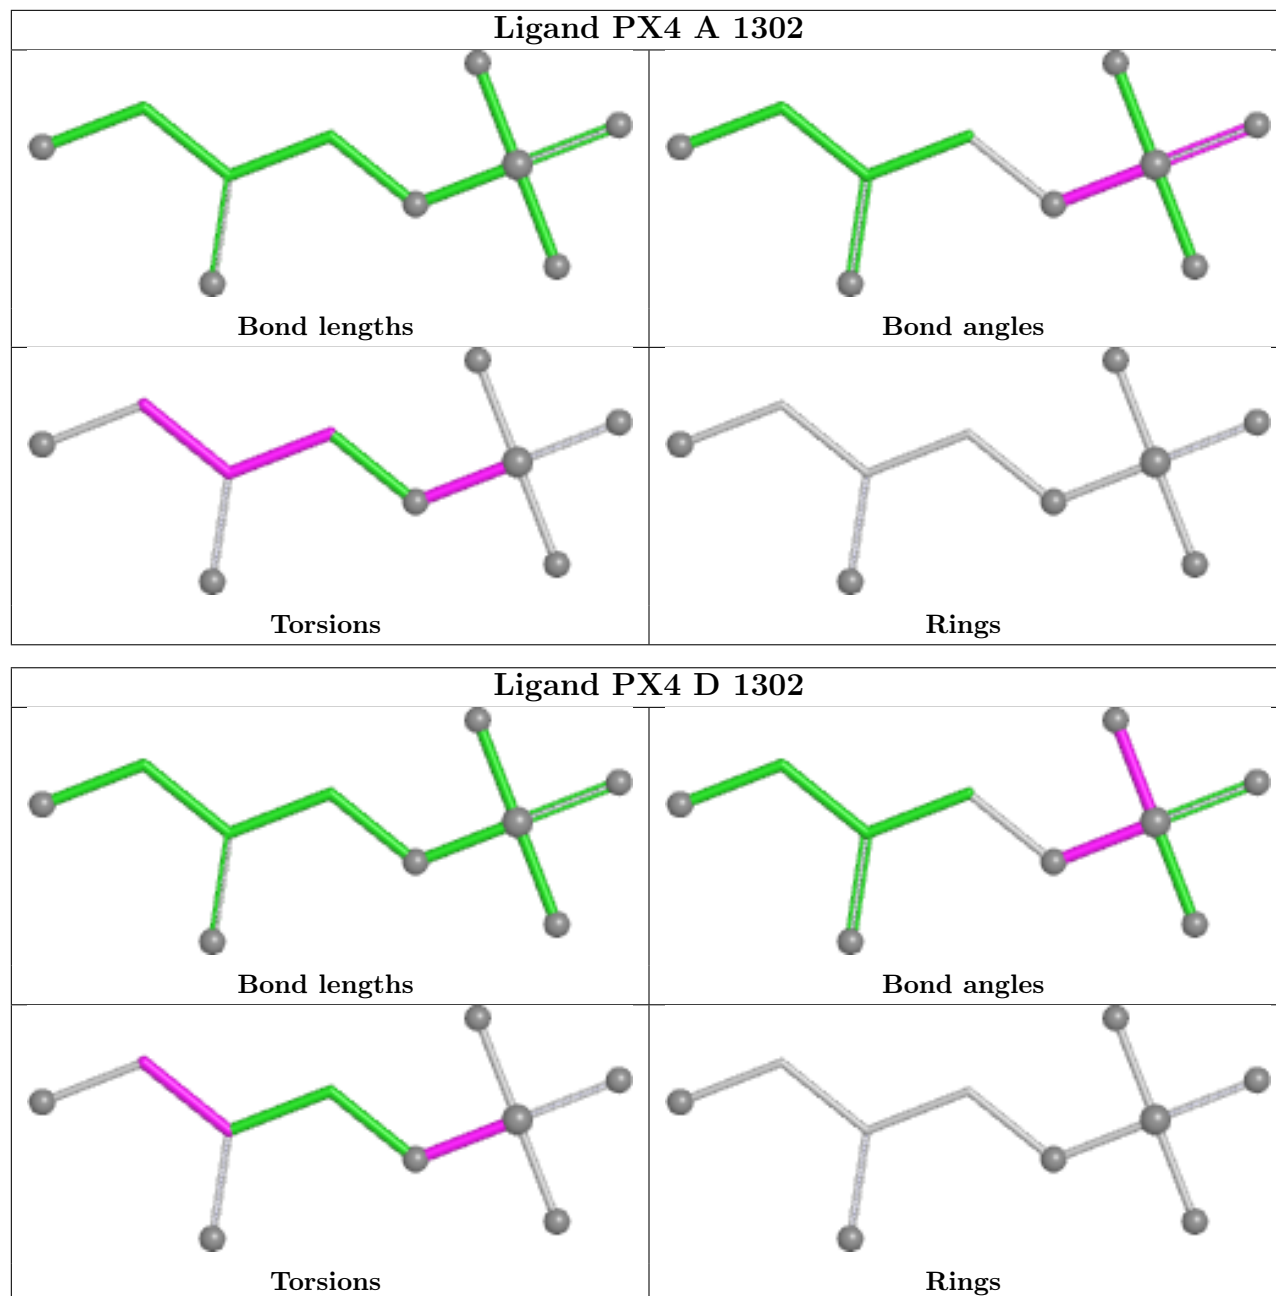 Ligand PX4 A 1302
Bond lengths
Bond angles
Torsions
Rings
Ligand PX4 D 1302
Bond lengths
Bond angles
Torsions
Rings